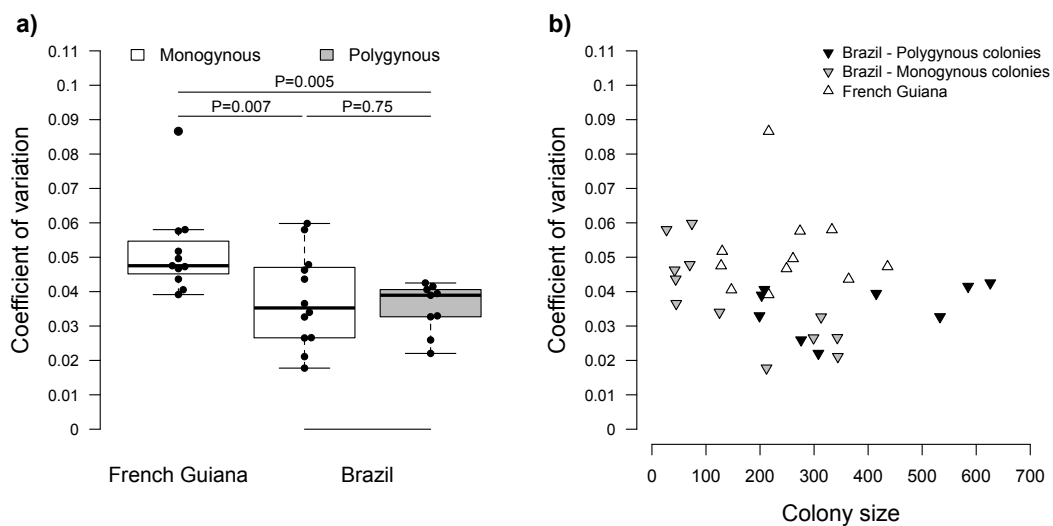 a)
Monogynous
Polygynous
P=0.005
P=0.007
P=0.75
Coefficient of variation
0.11
0.1
0.09
0.08
0.07
0.06
0.05
0.04
0.03
0.02
0.01
0
French Guiana
Brazil
b)
Brazil - Polygynous colonies
Brazil - Monogynous colonies
French Guiana
Coefficient of variation
0.11
0.1
0.09
0.08
0.07
0.06
0.05
0.04
0.03
0.02
0.01
0
0 100 200 300 400 500 600 700
Colony size